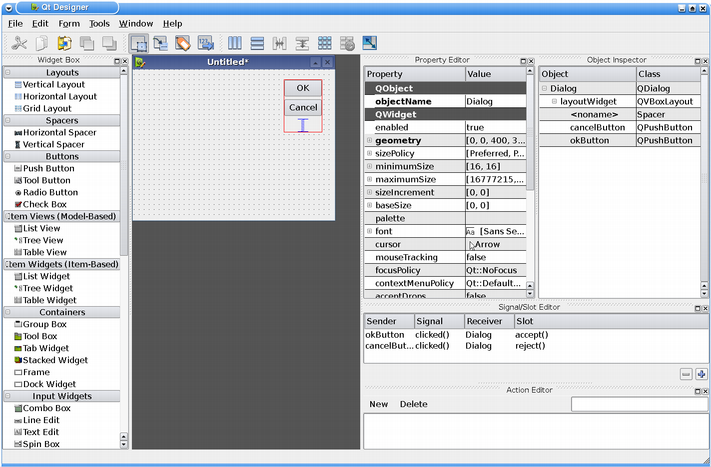 Qt Designer
File Edit Form Tools Window Help
Widget Box
Layouts
Vertical Layout
Horizontal Layout
Grid Layout
Spacers
Horizontal Spacer
Vertical Spacer
Buttons
Push Button
Tool Button
Radio Button
Check Box
Item Views (Model-Based)
List View
Tree View
Table View
Item Widgets (Item-Based)
List Widget
Tree Widget
Table Widget
Containers
Group Box
Tool Box
Tab Widget
Stacked Widget
Frame
Dock Widget
Input Widgets
Combo Box
Line Edit
Text Edit
Spin Box
Untitled*
OK
Cancel
Property Editor
Property Value
QObject
objectName Dialog
QWidget
enabled true
geometry [0, 0, 400, 3...
sizePolicy [Preferred, P...
minimumSize [16, 16]
maximumSize [16777215,...
sizeIncrement [0, 0]
baseSize [0, 0]
palette
font Aa [Sans Se...
cursor Arrow
mouseTracking false
focusPolicy Qt::NoFocus
contextMenuPolicy Qt::Default...
acceptDrops false
Object Inspector
Object Class
Dialog QDialog
layoutWidget QVBoxLayout
<noname> Spacer
cancelButton QPushButton
okButton QPushButton
Signal/Slot Editor
Sender Signal Receiver Slot
okButton clicked() Dialog accept()
cancelBut... clicked() Dialog reject()
Action Editor
New Delete